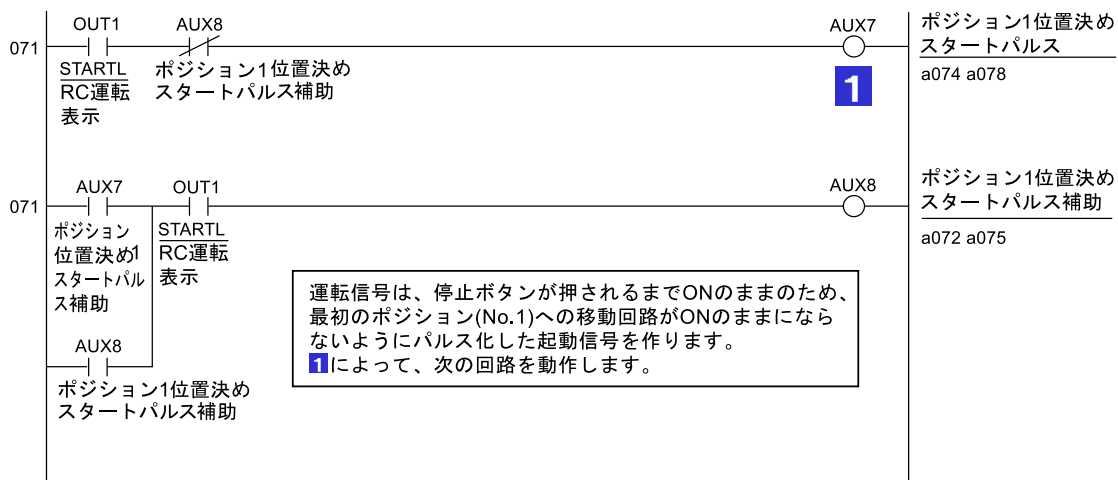 OUT1
AUX8
AUX7
ポジション1位置決め
スタートパルス
a074 a078
071
STARTL
RC運転
表示
ポジション1位置決め
スタートパルス補助
1
AUX7
OUT1
AUX8
ポジション1位置決め
スタートパルス補助
a072 a075
071
ポジション
位置決め1
スタートパル
ス補助
STARTL
RC運転
表示
AUX8
ポジション1位置決め
スタートパルス補助
運転信号は、停止ボタンが押されるまでONのままのため、
最初のポジション(No.1)への移動回路がONのままになら
ないようにパルス化した起動信号を作ります。
1によって、次の回路を動作します。